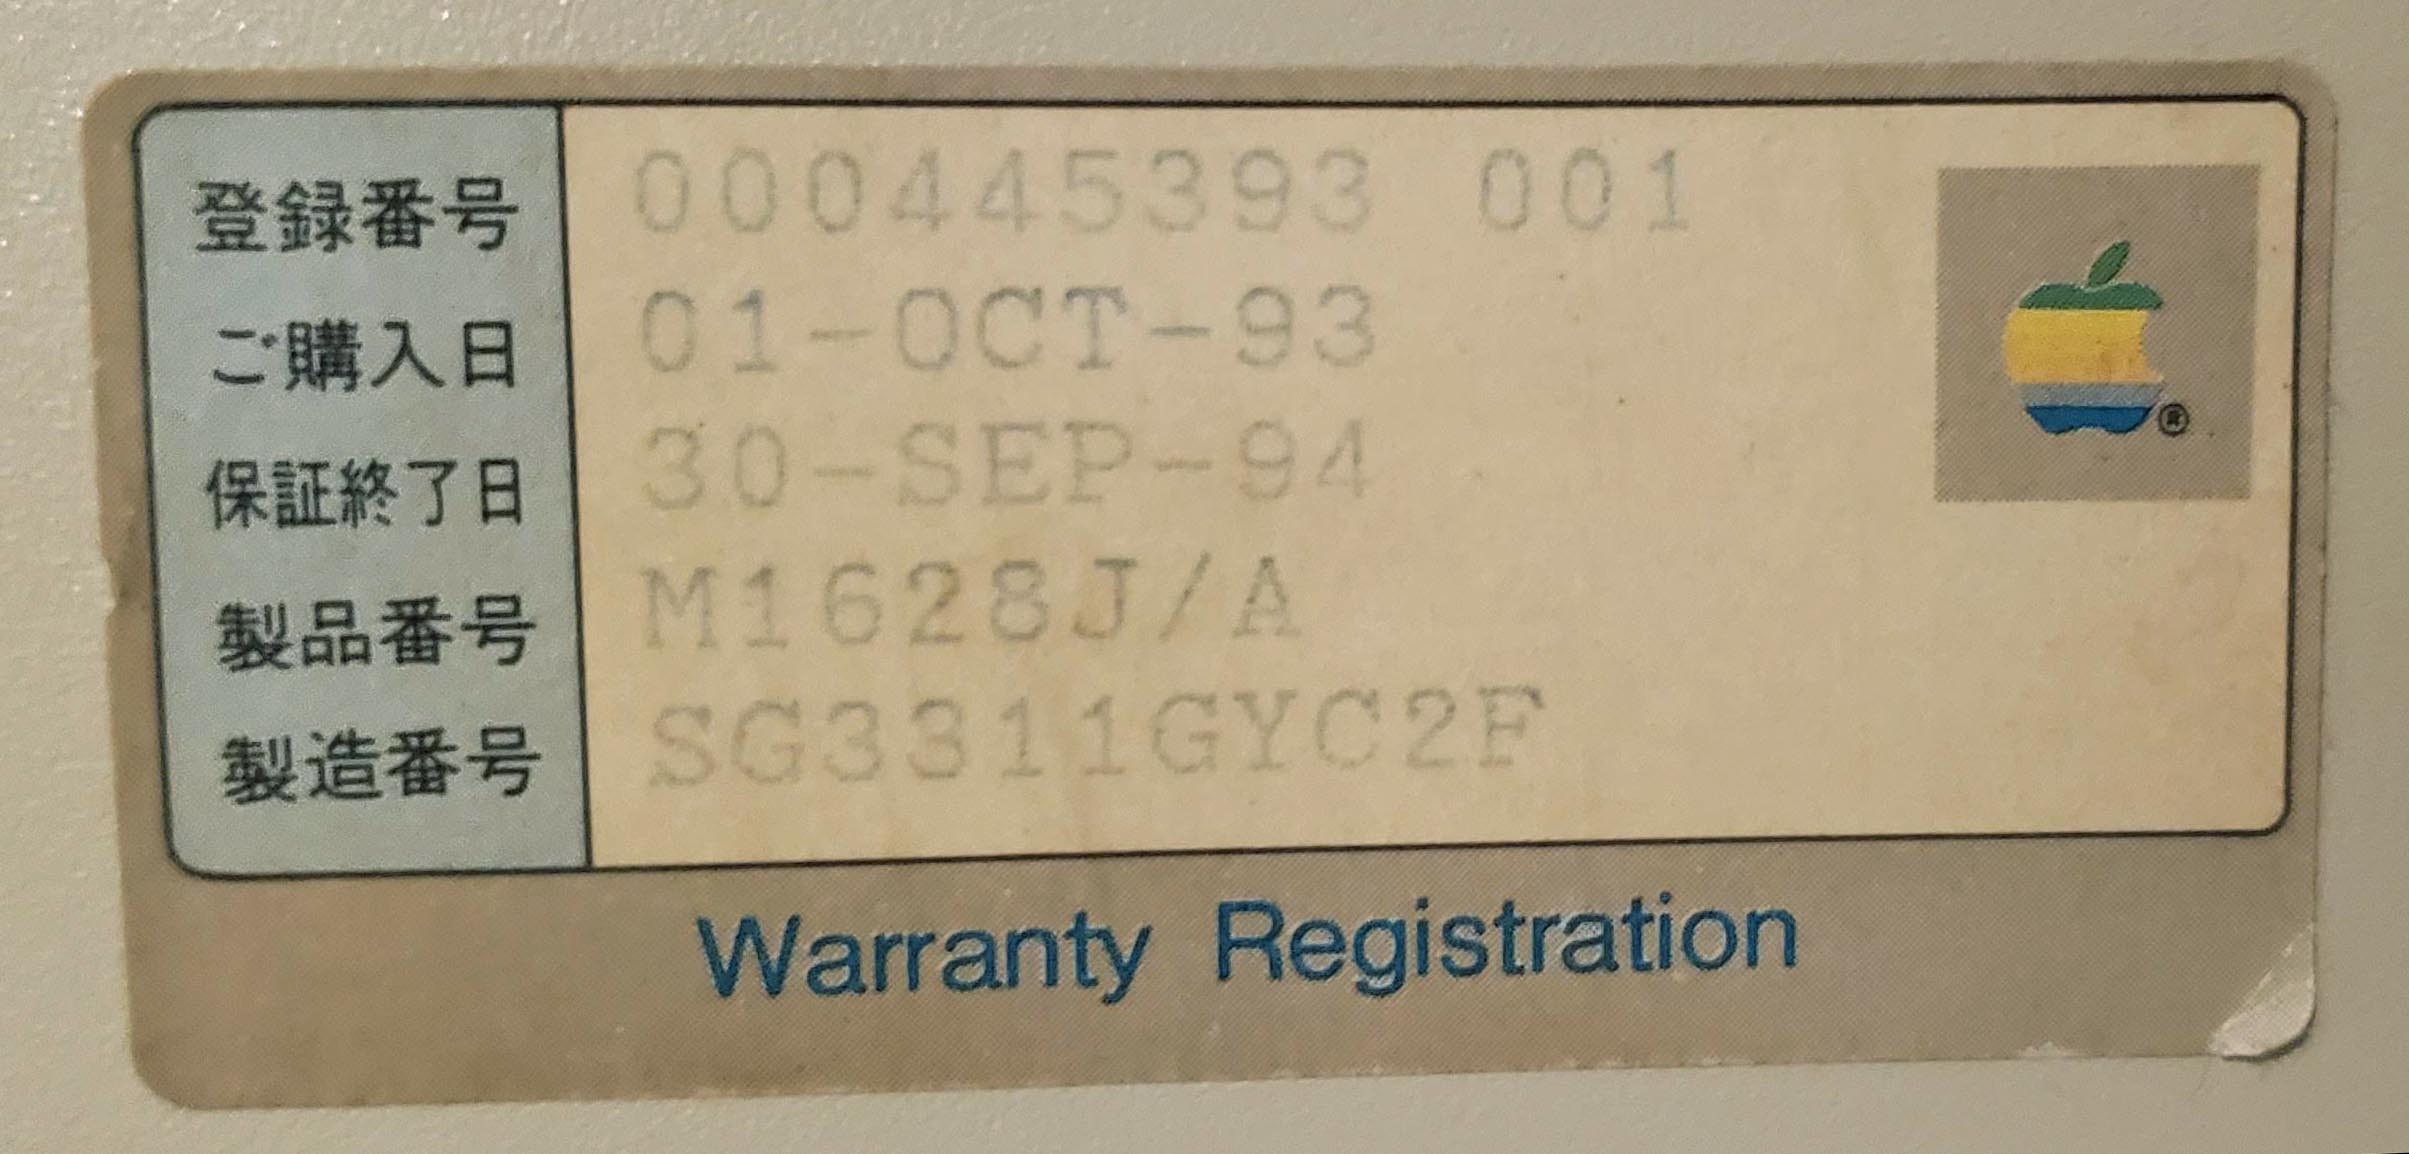 登録番号 000445393 001
ご購入日 01-OCT-93
保証終了日 30-SEP-94
製品番号 M1628J/A
製造番号 SG3311GYC2F
®
Warranty Registration